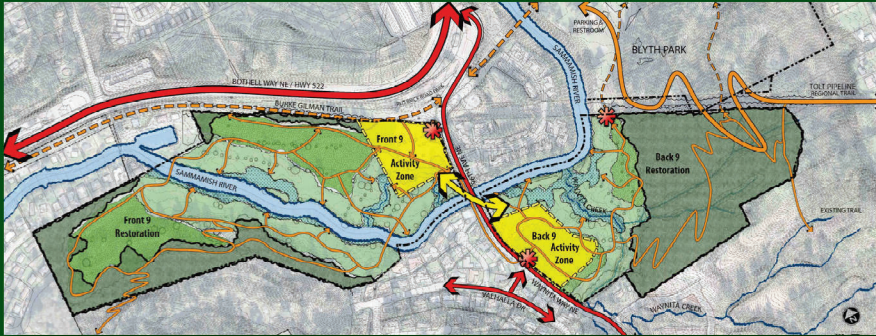 PARKING &
RESTROOM
BLYTH PARK
SAMMAMISH RIVER
BOTHELL WAY NE / HWY 522
TOLT PIPELINE
REGIONAL TRAIL
BURKE GILMAN TRAIL
Front 9
Activity
Zone
SAMMAMISH RIVER
Back 9
Restoration
CREEK
Front 9
Restoration
EXISTING TRAIL
Back 9
Activity
Zone
WAYNITA WAY NE
VALHALLA DR
WAYNITA CREEK
N